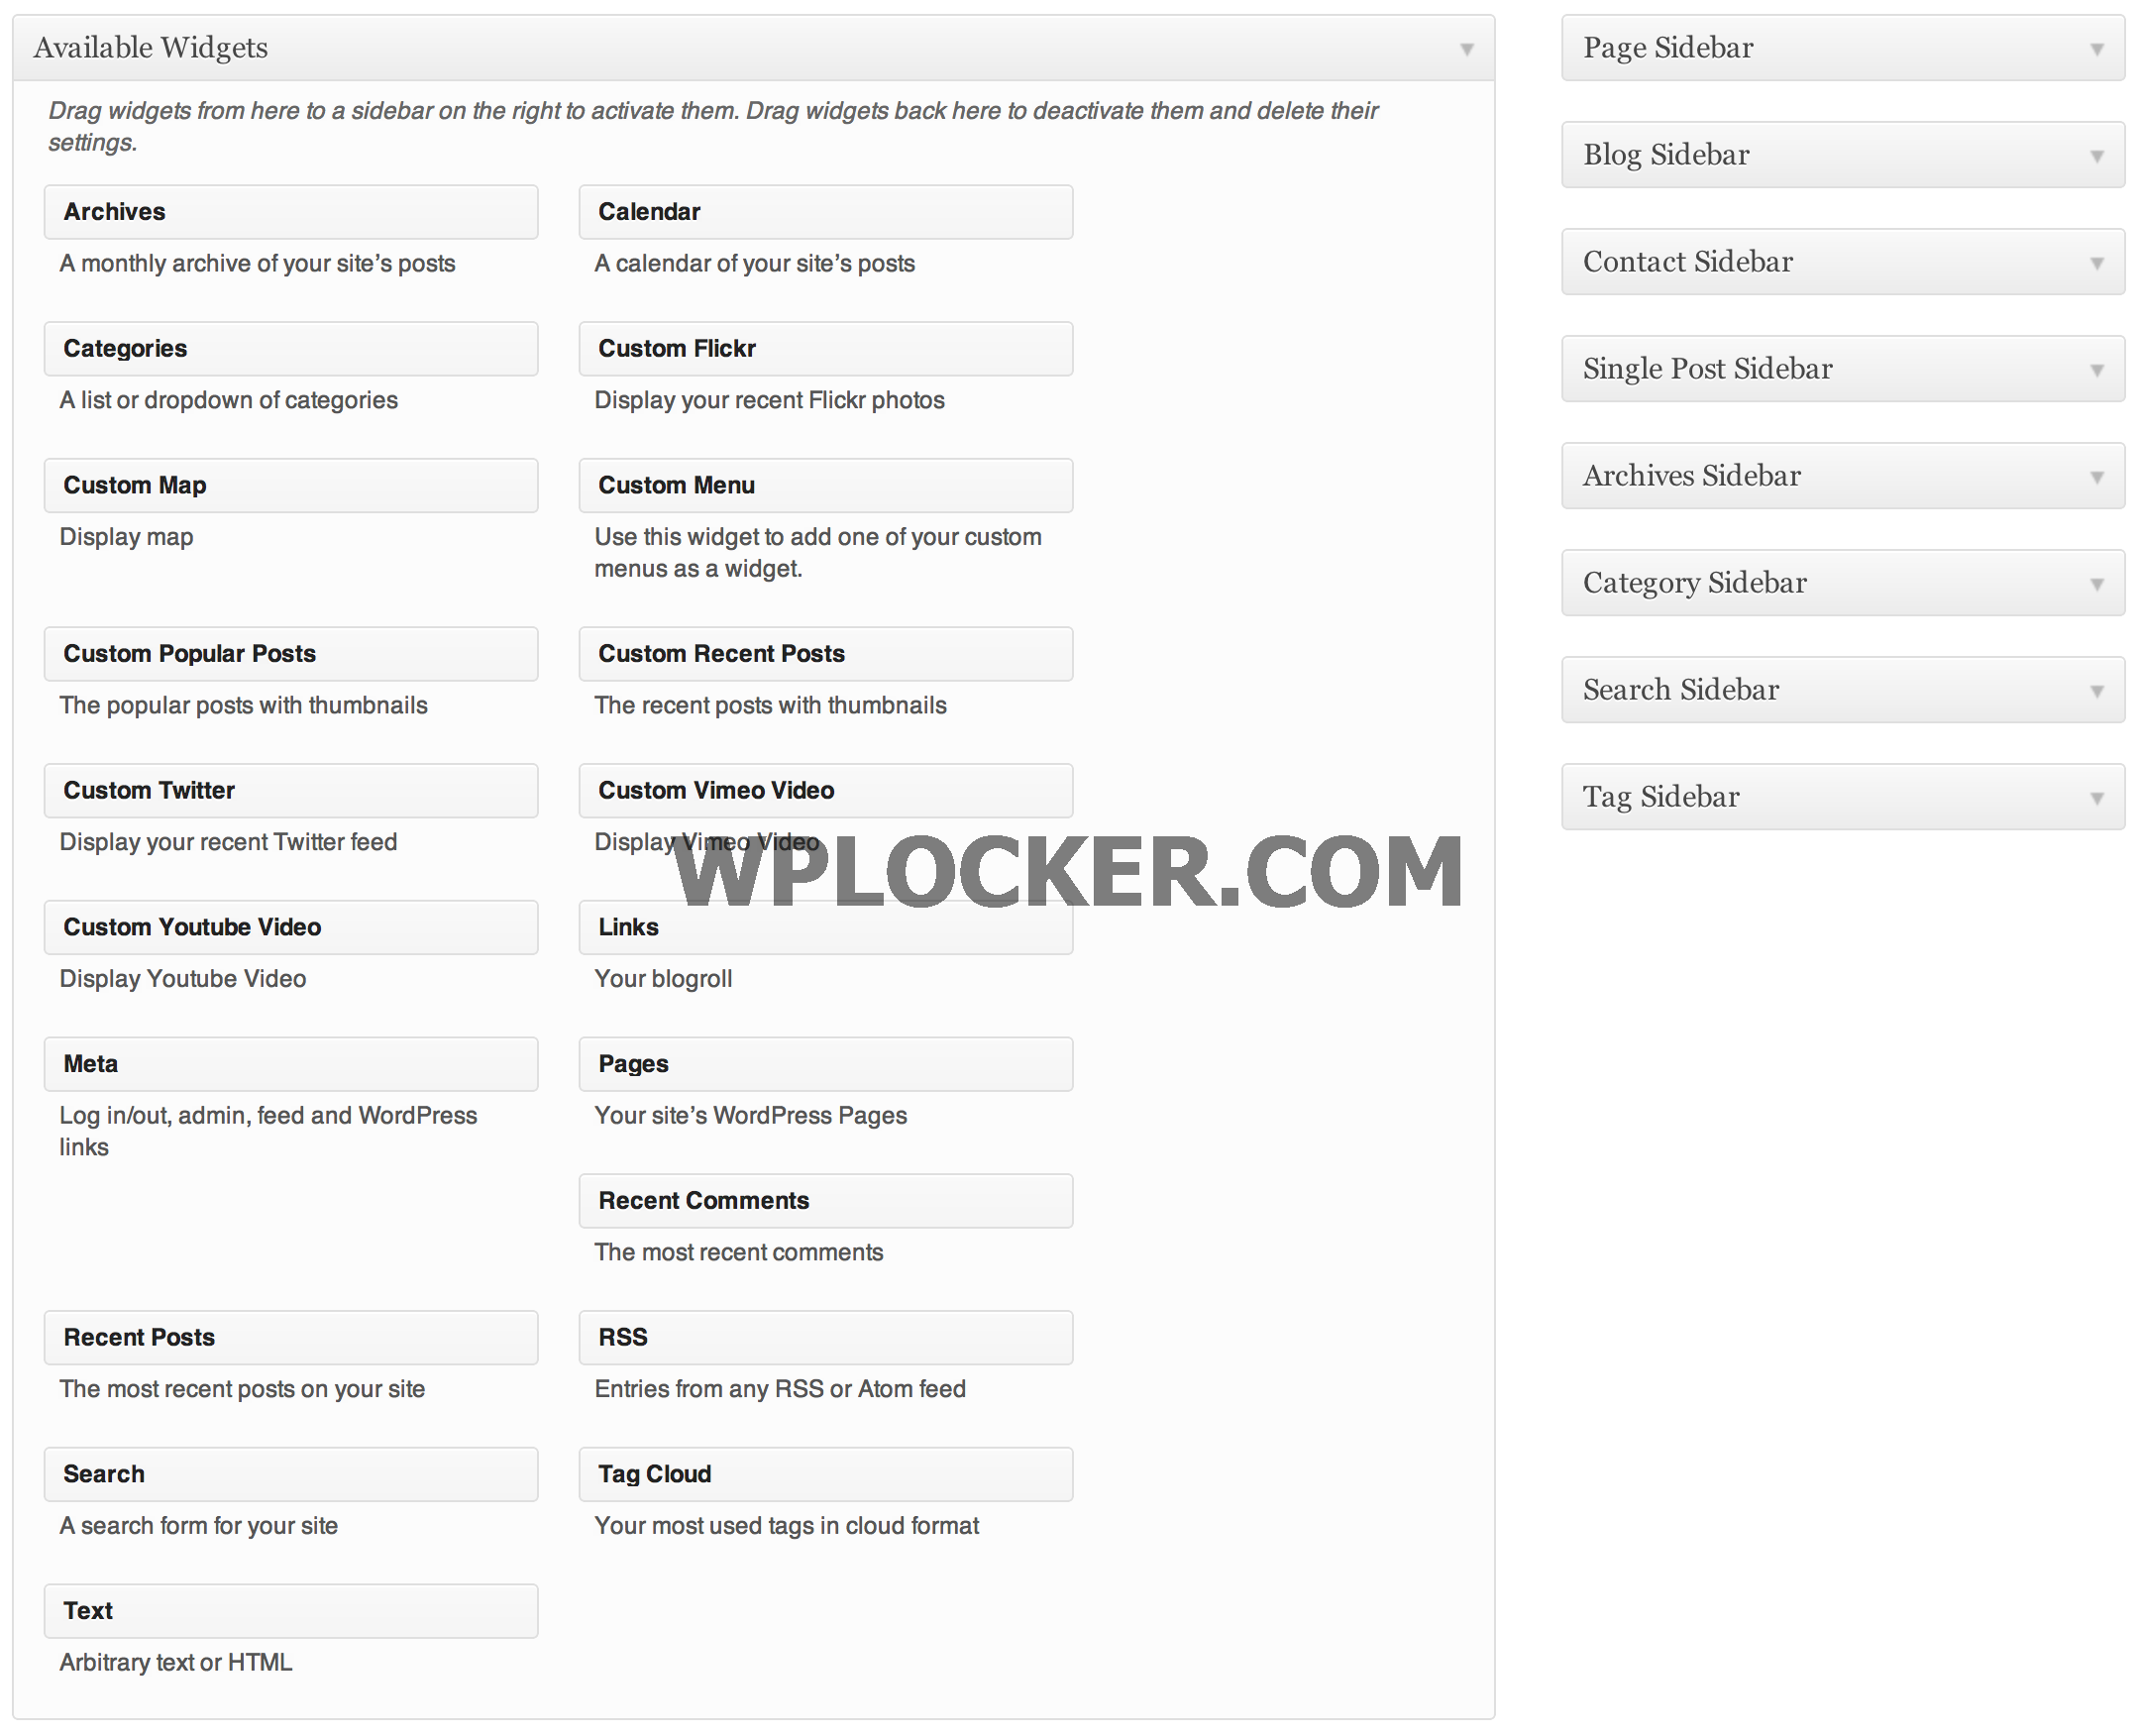 Available Widgets
Drag widgets from here to a sidebar on the right to activate them. Drag widgets back here to deactivate them and delete their
settings.
Archives
A monthly archive of your site’s posts
Calendar
A calendar of your site’s posts
Categories
A list or dropdown of categories
Custom Flickr
Display your recent Flickr photos
Custom Map
Display map
Custom Menu
Use this widget to add one of your custom
menus as a widget.
Custom Popular Posts
The popular posts with thumbnails
Custom Recent Posts
The recent posts with thumbnails
Custom Twitter
Display your recent Twitter feed
Custom Vimeo Video
Display Vimeo Video
WPLOCKER.COM
Custom Youtube Video
Display Youtube Video
Links
Your blogroll
Meta
Log in/out, admin, feed and WordPress
links
Pages
Your site’s WordPress Pages
Recent Comments
The most recent comments
Recent Posts
The most recent posts on your site
RSS
Entries from any RSS or Atom feed
Search
A search form for your site
Tag Cloud
Your most used tags in cloud format
Text
Arbitrary text or HTML
Page Sidebar
Blog Sidebar
Contact Sidebar
Single Post Sidebar
Archives Sidebar
Category Sidebar
Search Sidebar
Tag Sidebar